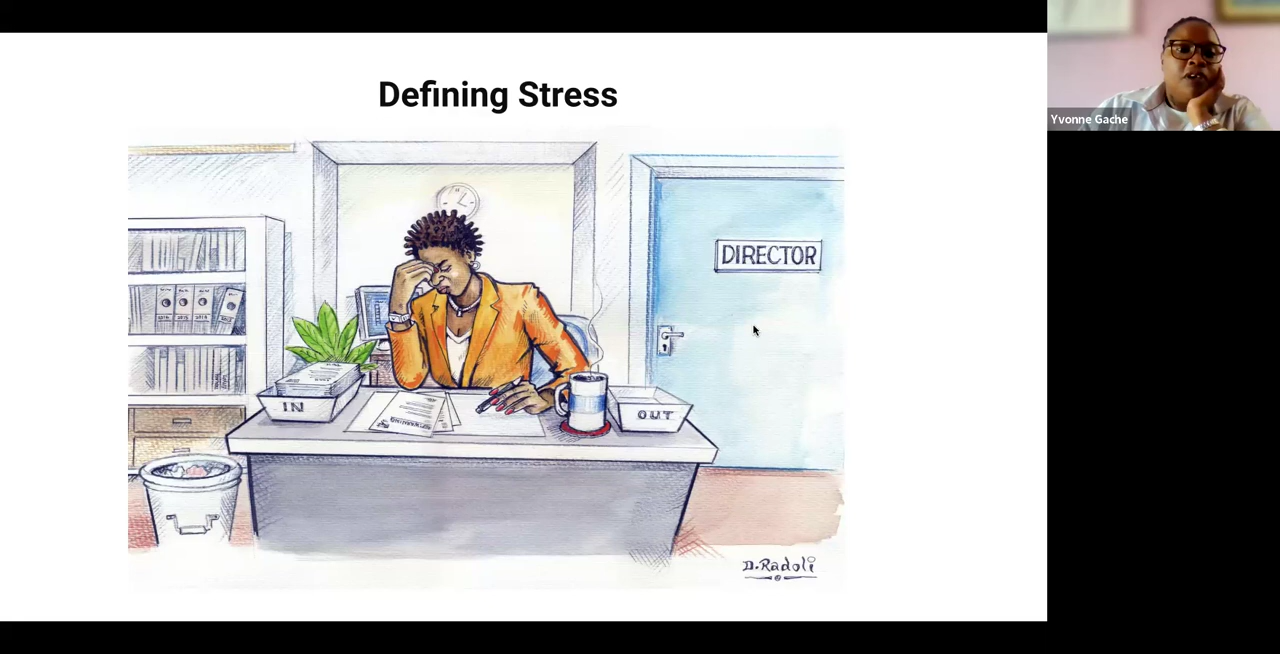 Defining Stress
Yvonne Gache
DIRECTOR
IN
OUT
D.Radoli